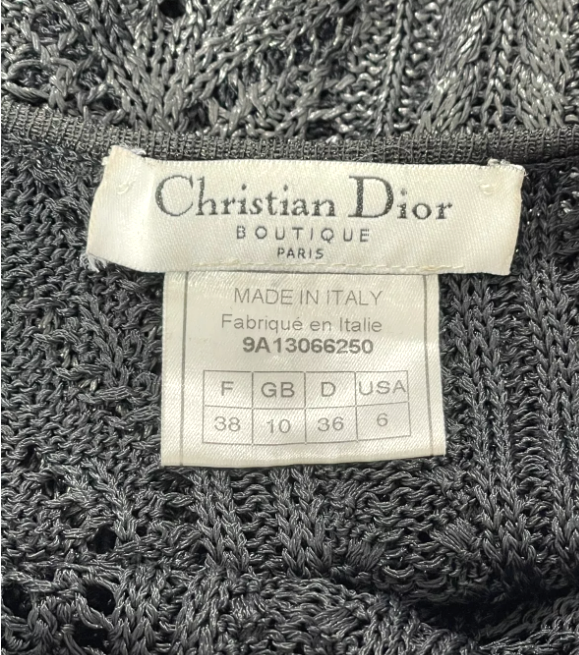 Christian Dior
BOUTIQUE
PARIS
MADE IN ITALY
Fabriqué en Italie
9A13066250
F GB D USA
38 10 36 6